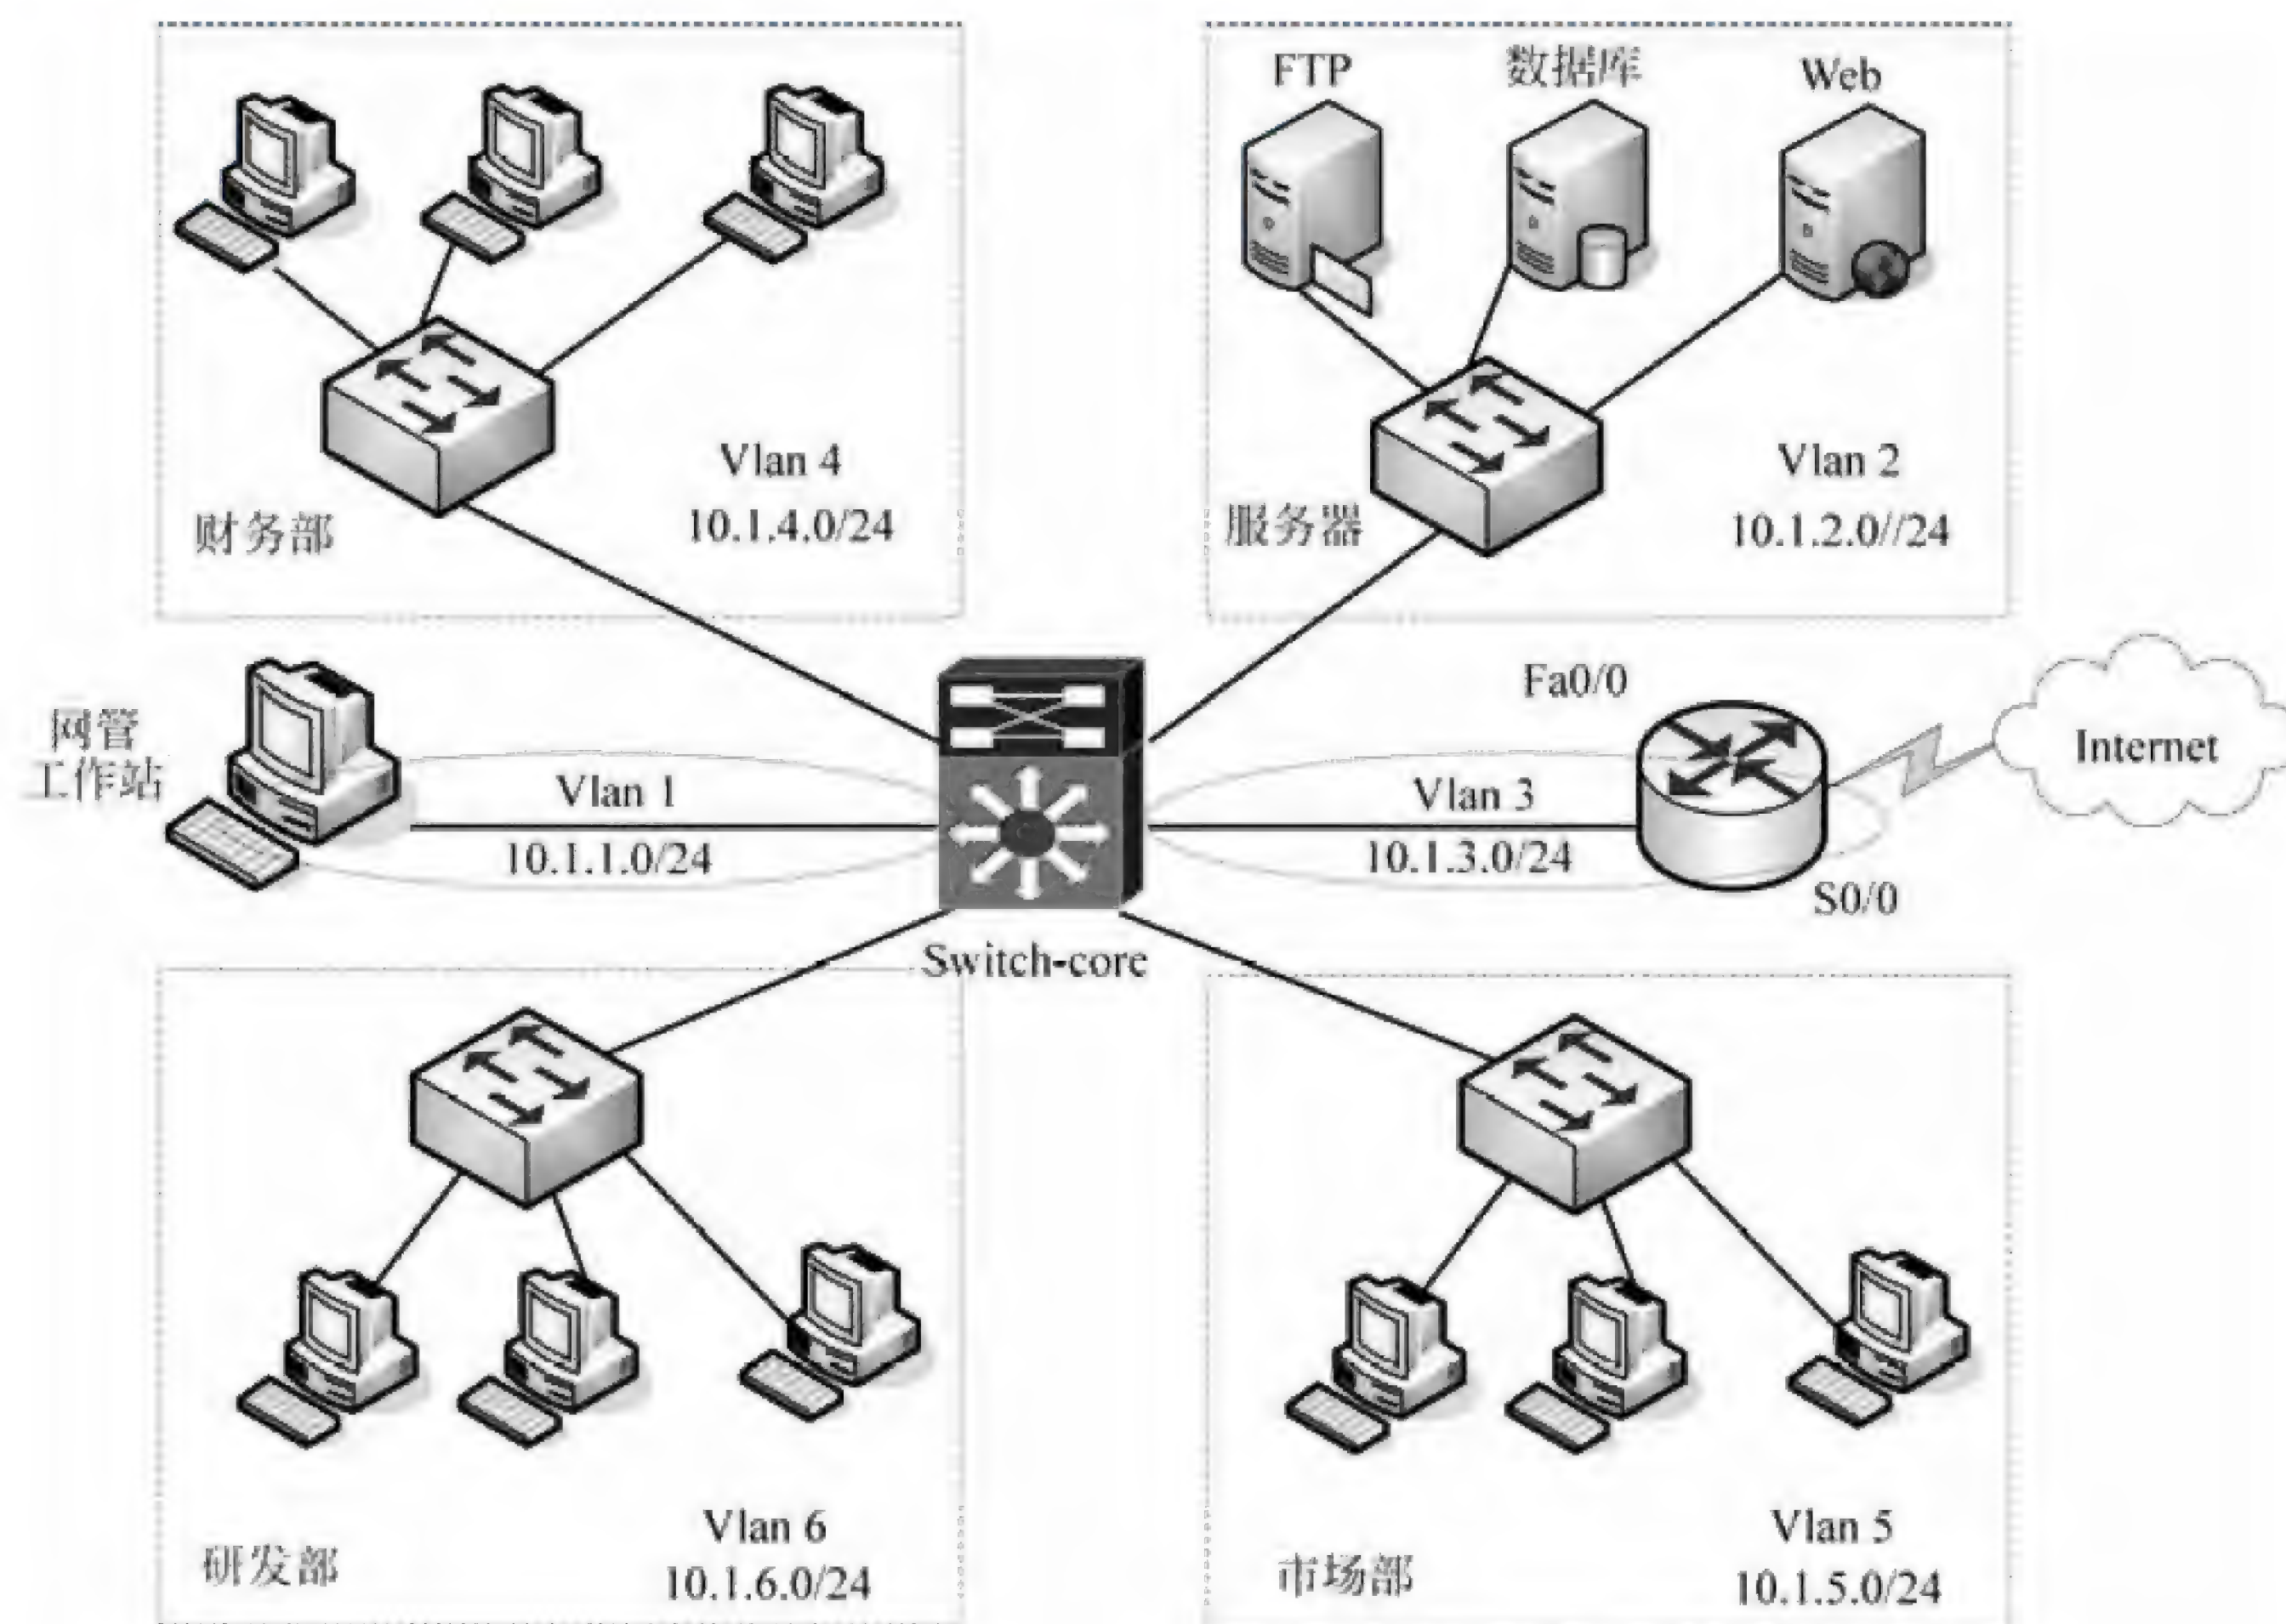 FTP
数据库
Web
Vlan 4
10.1.4.0/24
财务部
Vlan 2
10.1.2.0//24
服务器
网管
工作站
Vlan 1
10.1.1.0/24
Fa0/0
Vlan 3
10.1.3.0/24
Internet
S0/0
Switch-core
Vlan 6
10.1.6.0/24
研发部
Vlan 5
10.1.5.0/24
市场部